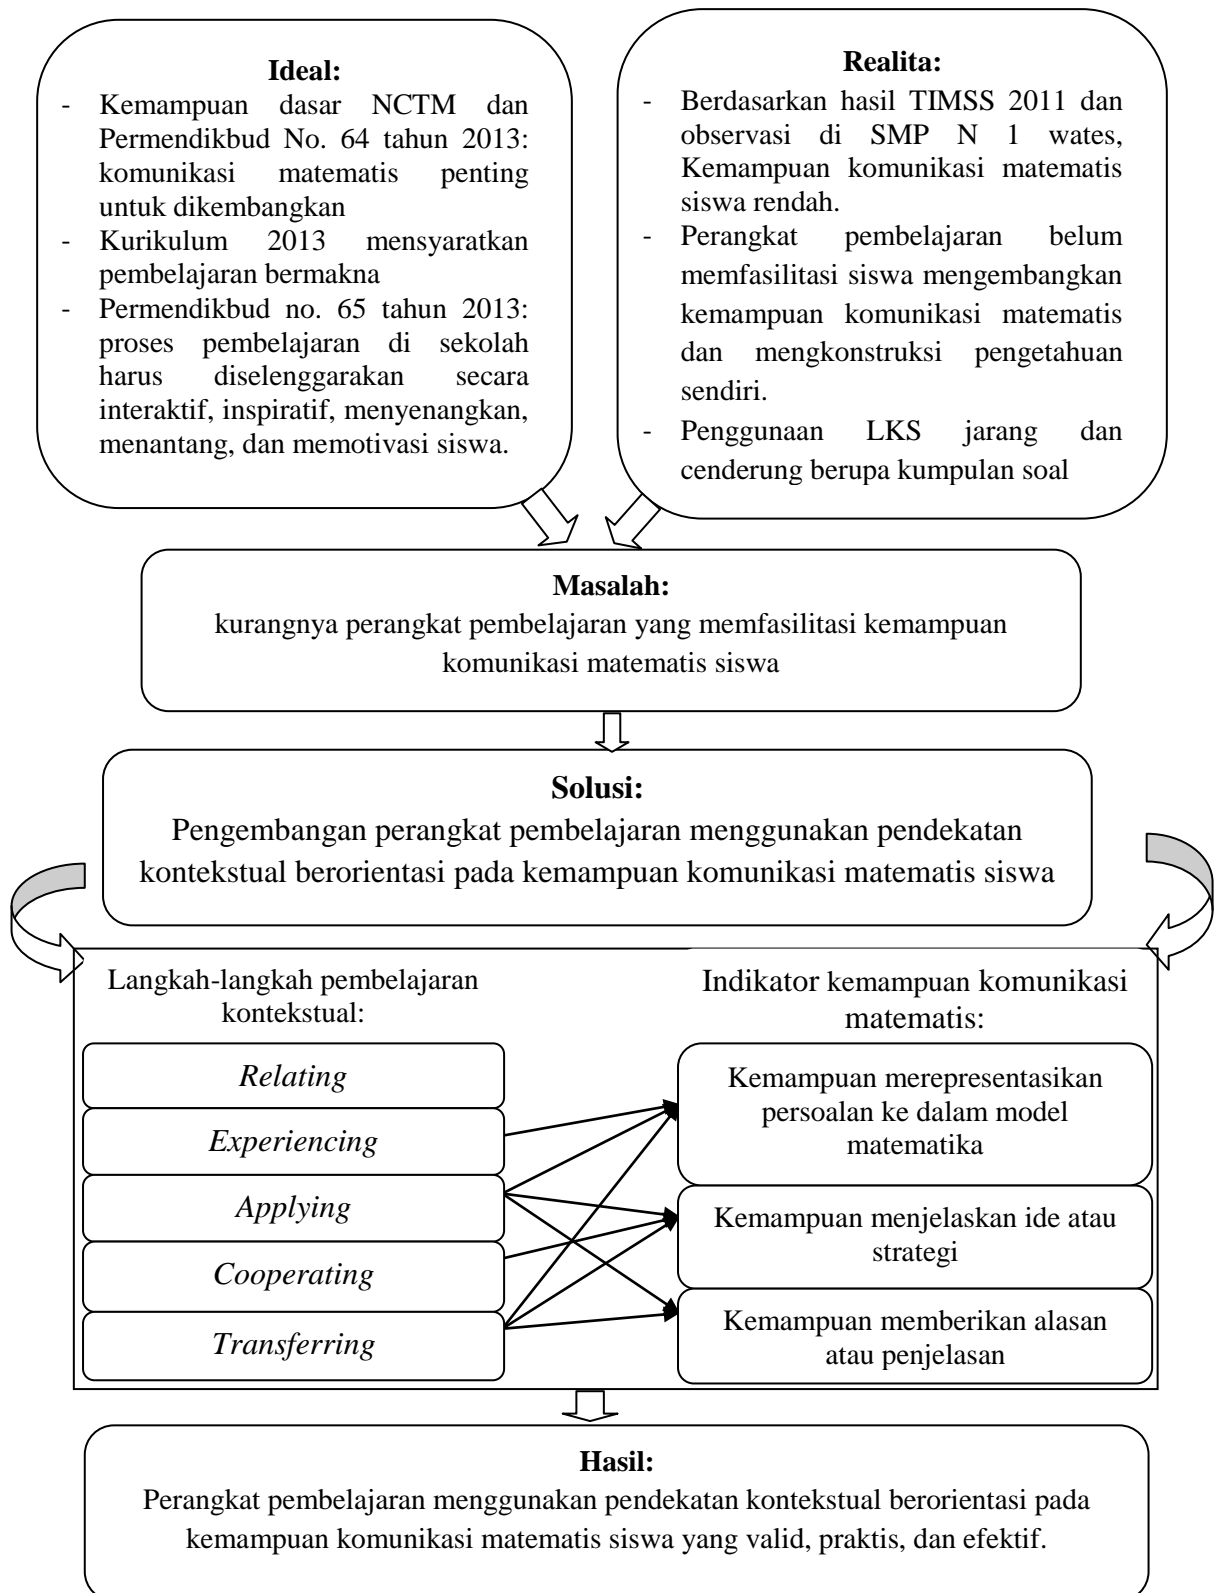 Ideal:
- Kemampuan dasar NCTM dan
Permendikbud No. 64 tahun 2013:
komunikasi matematis penting
untuk dikembangkan
- Kurikulum 2013 mensyaratkan
pembelajaran bermakna
- Permendikbud no. 65 tahun 2013:
proses pembelajaran di sekolah
harus diselenggarakan secara
interaktif, inspiratif, menyenangkan,
menantang, dan memotivasi siswa.
Realita:
- Berdasarkan hasil TIMSS 2011 dan
observasi di SMP N 1 wates,
Kemampuan komunikasi matematis
siswa rendah.
- Perangkat pembelajaran belum
memfasilitasi siswa mengembangkan
kemampuan komunikasi matematis
dan mengkonstruksi pengetahuan
sendiri.
- Penggunaan LKS jarang dan
cenderung berupa kumpulan soal
Masalah:
kurangnya perangkat pembelajaran yang memfasilitasi kemampuan
komunikasi matematis siswa
Solusi:
Pengembangan perangkat pembelajaran menggunakan pendekatan
kontekstual berorientasi pada kemampuan komunikasi matematis siswa
Langkah-langkah pembelajaran
kontekstual:
Relating
Experiencing
Applying
Cooperating
Transferring
Indikator kemampuan komunikasi
matematis:
Kemampuan merepresentasikan
persoalan ke dalam model
matematika
Kemampuan menjelaskan ide atau
strategi
Kemampuan memberikan alasan
atau penjelasan
Hasil:
Perangkat pembelajaran menggunakan pendekatan kontekstual berorientasi pada
kemampuan komunikasi matematis siswa yang valid, praktis, dan efektif.